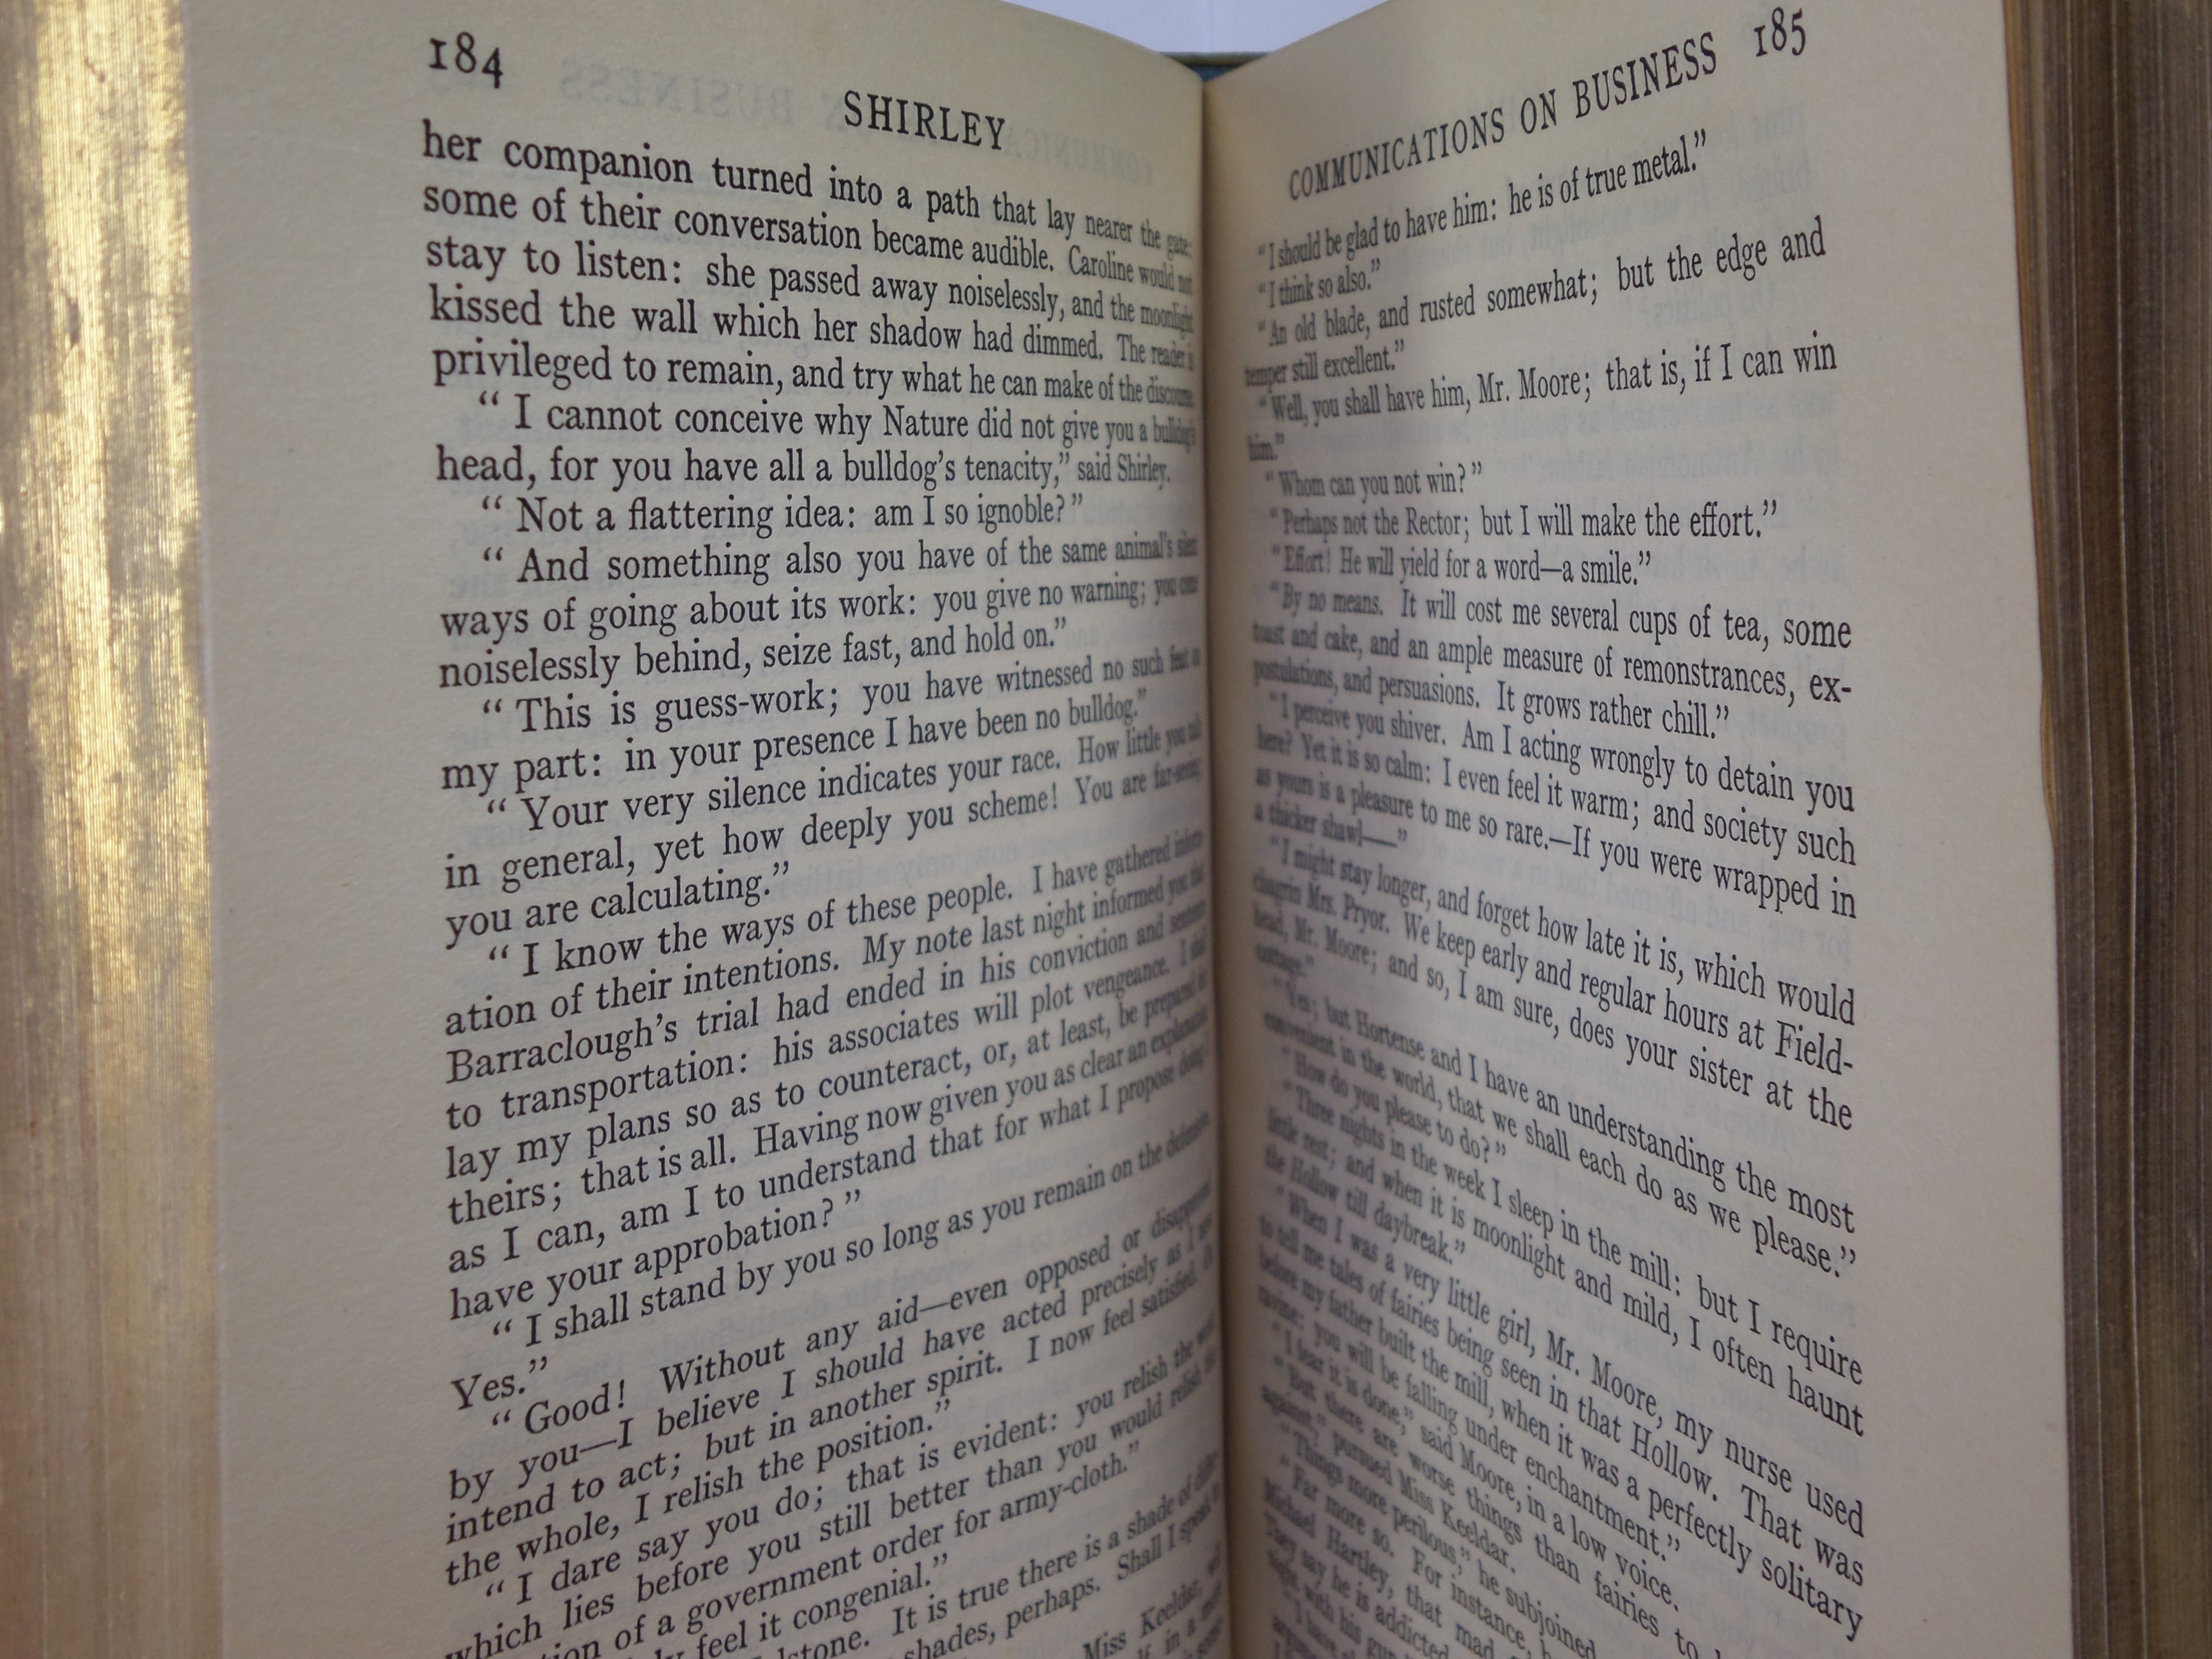 184
SHIRLEY
her companion turned into a path that lay nearer the gate:
some of their conversation became audible. Caroline would not
stay to listen: she passed away noiselessly, and the moonlight
kissed the wall which her shadow had dimmed. The reader is
privileged to remain, and try what he can make of the discourse.
“ I cannot conceive why Nature did not give you a bulldog's
head, for you have all a bulldog's tenacity,” said Shirley.
“ Not a flattering idea: am I so ignoble? ”
“ And something also you have of the same animal's silent
ways of going about its work: you give no warning; you come
noiselessly behind, seize fast, and hold on.”
“ This is guess-work; you have witnessed no such feat on
my part: in your presence I have been no bulldog.”
“ Your very silence indicates your race. How little you talk
in general, yet how deeply you scheme! You are far-seeing
you are calculating.”
“ I know the ways of these people. I have gathered inform-
ation of their intentions. My note last night informed you that
Barraclough's trial had ended in his conviction and sentence
to transportation: his associates will plot vengeance. I shall
lay my plans so as to counteract, or, at least, be prepared for
theirs; that is all. Having now given you as clear an explanation
as I can, am I to understand that for what I propose doing I
have your approbation? ”
“ I shall stand by you so long as you remain on the defensive.
Yes.”
“ Good! Without any aid—even opposed or disapproved
by you—I believe I should have acted precisely as I now
intend to act; but in another spirit. I now feel satisfied. On
the whole, I relish the position.”
“ I dare say you do; that is evident: you relish the work
which lies before you still better than you would relish the
tion of a government order for army-cloth.”
feel it congenial.”
It is true there is a shade of
shades, perhaps. Shall I speak
Miss Keeldar,
COMMUNICATIONS ON BUSINESS 185
“ I should be glad to have him: he is of true metal.”
“ I think so also.”
“ An old blade, and rusted somewhat; but the edge and
temper still excellent.”
“ Well, you shall have him, Mr. Moore; that is, if I can win
him.”
“ Whom can you not win? ”
“ Perhaps not the Rector; but I will make the effort.”
“ Effort! He will yield for a word—a smile.”
“ By no means. It will cost me several cups of tea, some
toast and cake, and an ample measure of remonstrances, ex-
postulations, and persuasions. It grows rather chill.”
“ I perceive you shiver. Am I acting wrongly to detain you
here? Yet it is so calm: I even feel it warm; and society such
as yours is a pleasure to me so rare.—If you were wrapped in
a thicker shawl——”
“ I might stay longer, and forget how late it is, which would
chagrin Mrs. Pryor. We keep early and regular hours at Field-
head, Mr. Moore; and so, I am sure, does your sister at the
cottage.”
“ Yes; but Hortense and I have an understanding the most
convenient in the world, that we shall each do as we please.”
“ How do you please to do? ”
“ Three nights in the week I sleep in the mill: but I require
little rest; and when it is moonlight and mild, I often haunt
the Hollow till daybreak.”
“ When I was a very little girl, Mr. Moore, my nurse used
to tell me tales of fairies being seen in that Hollow. That was
before my father built the mill, when it was a perfectly solitary
ravine: you will be falling under enchantment.”
“ I fear it is done,” said Moore, in a low voice.
“ But there are worse things than fairies to
against,” pursued Miss Keeldar.
“ Things more perilous,” he subjoined
“ Far more so. For instance,
Michael Hartley, that mad
They say he is addicted
night with his gun
“ I have